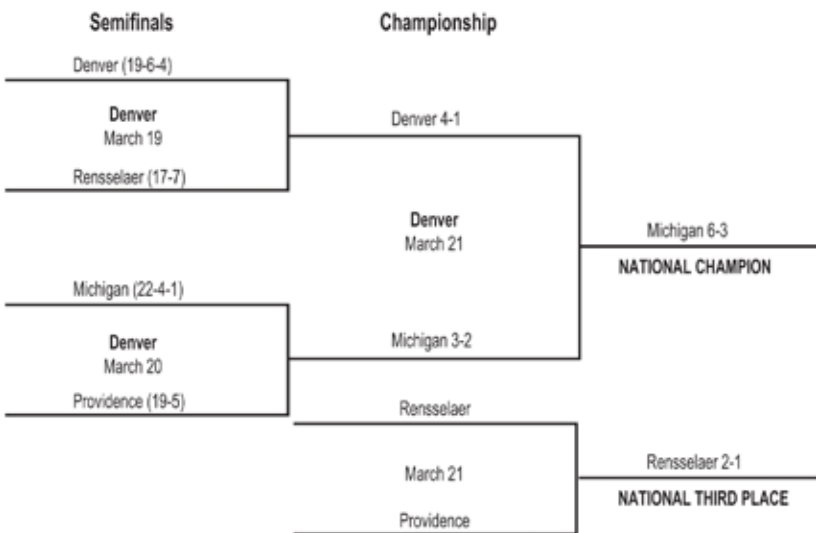 Semifinals
Championship
Denver (19-6-4)
Denver
March 19
Rensselaer (17-7)
Denver 4-1
Denver
March 21
Michigan 6-3
NATIONAL CHAMPION
Michigan (22-4-1)
Denver
March 20
Providence (19-5)
Michigan 3-2
Rensselaer
March 21
Providence
Rensselaer 2-1
NATIONAL THIRD PLACE